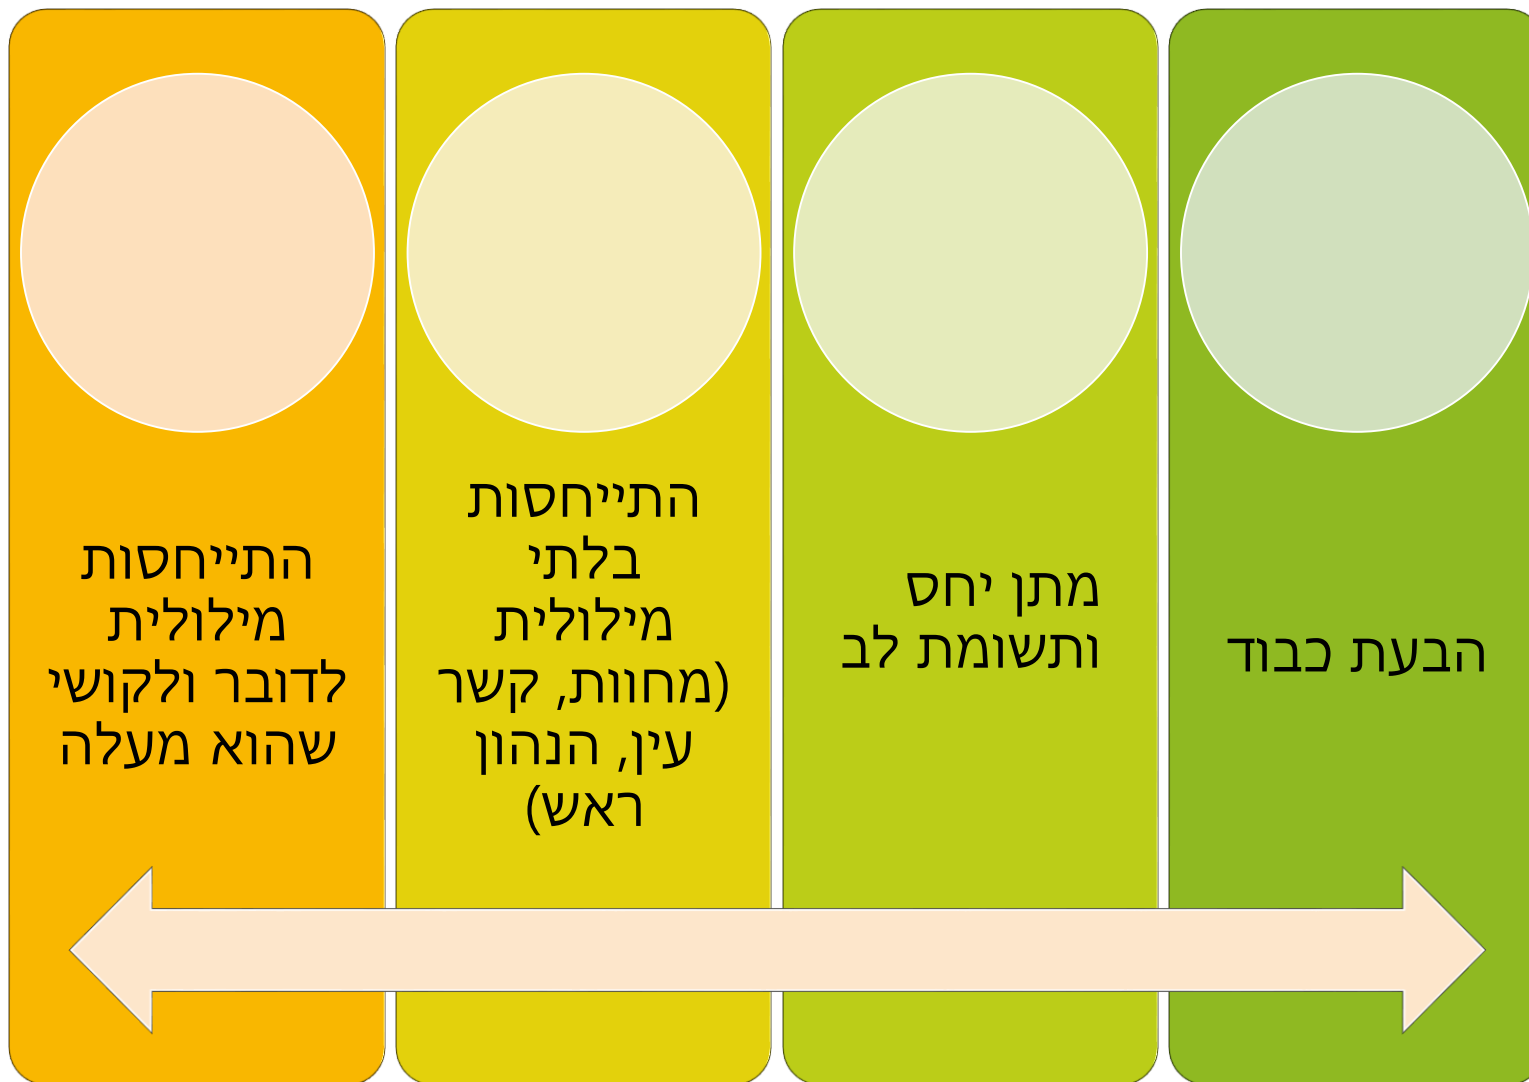 הבעת כבוד
מתן יחס
ותשומת לב
התייחסות
בלתי
מילולית
(מחוות, קשר
עין, הנהון
ראש)
התייחסות
מילולית
לדובר ולקושי
שהוא מעלה